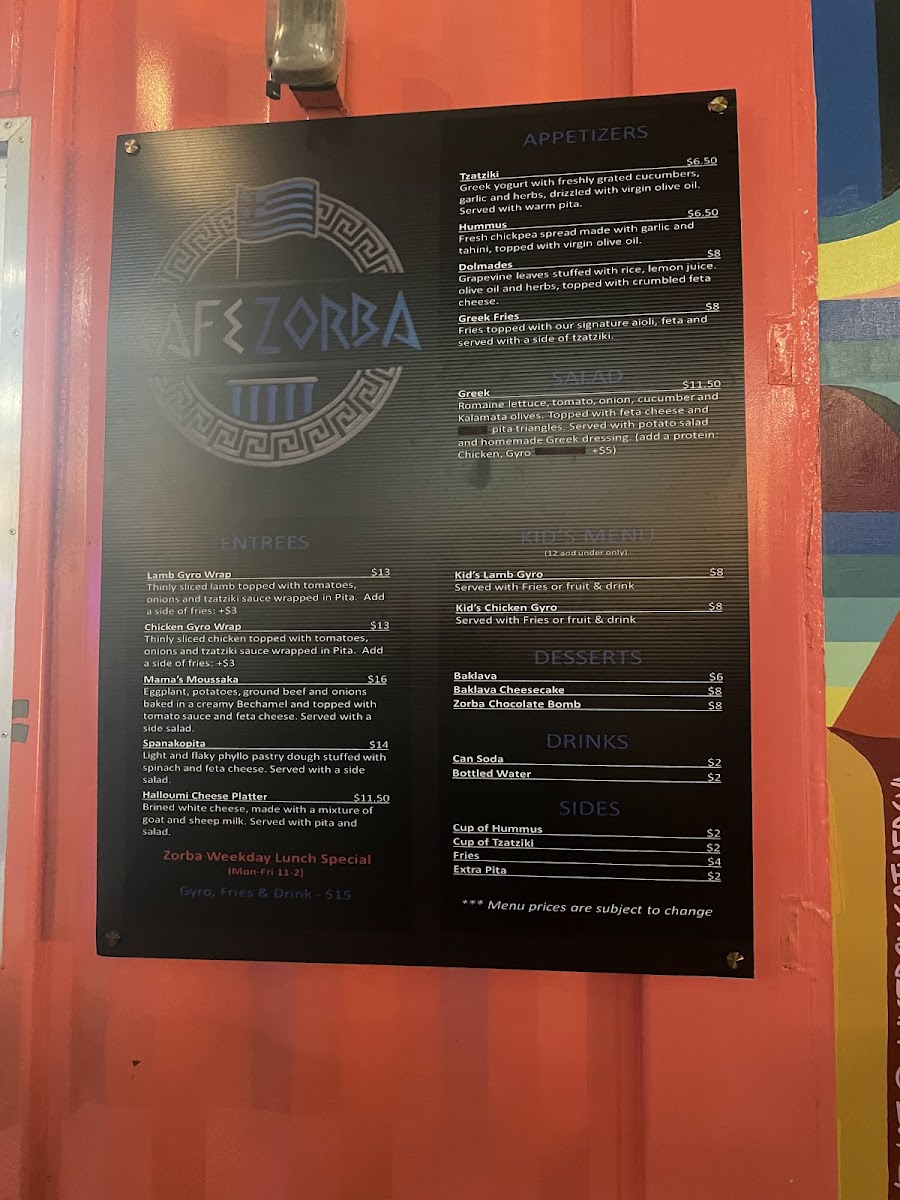 AFE ZORBA
APPETIZERS
Tzatziki $6.50
Greek yogurt with freshly grated cucumbers,
garlic and herbs, drizzled with virgin olive oil.
Served with warm pita.
Hummus $6.50
Fresh chickpea spread made with garlic and
tahini, topped with virgin olive oil.
Dolmades $8
Grapevine leaves stuffed with rice, lemon juice.
olive oil and herbs, topped with crumbled feta
cheese.
Greek Fries $8
Fries topped with our signature aioli, feta and
served with a side of tzatziki.
SALAD
Greek $11.50
Romaine lettuce, tomato, onion, cucumber and
Kalamata olives. Topped with feta cheese and
pita triangles. Served with potato salad
and homemade Greek dressing. (add a protein:
Chicken, Gyro +$5)
ENTREES
Lamb Gyro Wrap $13
Thinly sliced lamb topped with tomatoes,
onions and tzatziki sauce wrapped in Pita. Add
a side of fries: +$3
Chicken Gyro Wrap $13
Thinly sliced chicken topped with tomatoes,
onions and tzatziki sauce wrapped in Pita. Add
a side of fries: +$3
Mama's Moussaka $16
Eggplant, potatoes, ground beef and onions
baked in a creamy Bechamel and topped with
tomato sauce and feta cheese. Served with a
side salad.
Spanakopita $14
Light and flaky phyllo pastry dough stuffed with
spinach and feta cheese. Served with a side
salad.
Halloumi Cheese Platter $11.50
Brined white cheese, made with a mixture of
goat and sheep milk. Served with pita and
salad.
Zorba Weekday Lunch Special
(Mon-Fri 11-2)
Gyro, Fries & Drink - $15
KID'S MENU
(12 and under only)
Kid's Lamb Gyro $8
Served with Fries or fruit & drink
Kid's Chicken Gyro $8
Served with Fries or fruit & drink
DESSERTS
Baklava $6
Baklava Cheesecake $8
Zorba Chocolate Bomb $8
DRINKS
Can Soda $2
Bottled Water $2
SIDES
Cup of Hummus $2
Cup of Tzatziki $2
Fries $4
Extra Pita $2
*** Menu prices are subject to change